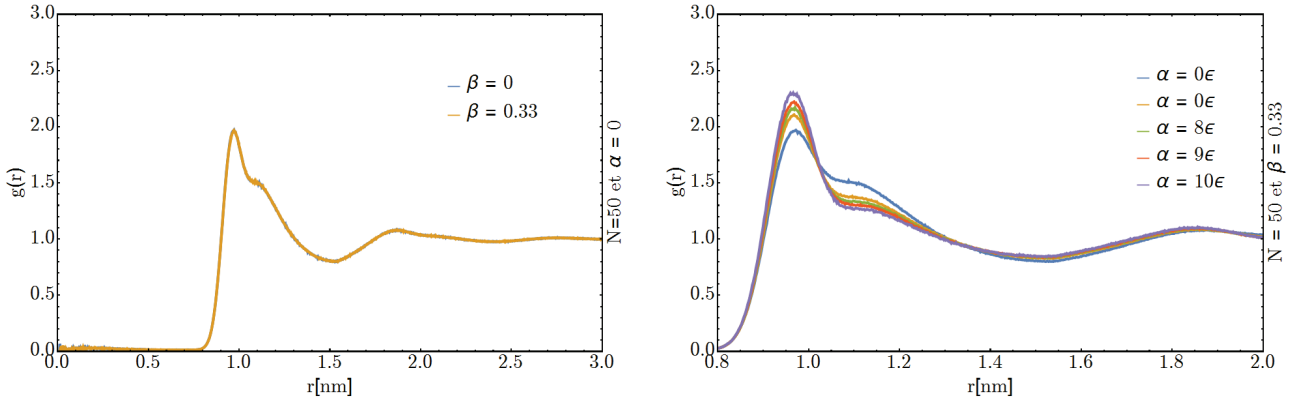 3.0
2.5
2.0
1.5
1.0
0.5
0.0
g(r)
β = 0
β = 0.33
0.0 0.5 1.0 1.5 2.0 2.5 3.0
r[nm]
N=50 et α = 0
3.0
2.5
2.0
1.5
1.0
0.5
0.0
g(r)
α = 0ϵ
α = 0ϵ
α = 8ϵ
α = 9ϵ
α = 10ϵ
0.8 1.0 1.2 1.4 1.6 1.8 2.0
r[nm]
N = 50 et β = 0.33